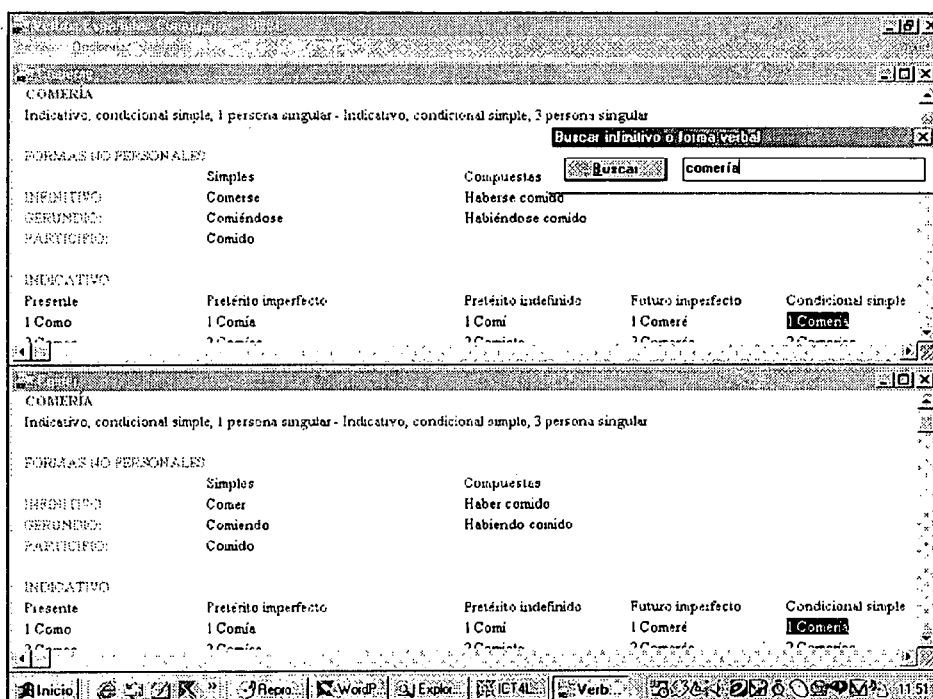 COMERÍA
Indicativo, condicional simple, 1 persona singular - Indicativo, condicional simple, 3 persona singular
Buscar infinitivo o forma verbal
Buscar comería
FORMAS NO PERSONALES
Simples Compuestas
INFINITIVO Comerse Haberse comido
GERUNDIO: Comiéndose Habiéndose comido
PARTICIPIO: Comido
INDICATIVO
Presente Pretérito imperfecto Pretérito indefinido Futuro imperfecto Condicional simple
1 Como 1 Comía 1 Comí 1 Comeré 1 Comería
Comer
COMERÍA
Indicativo, condicional simple, 1 persona singular - Indicativo, condicional simple, 3 persona singular
FORMAS NO PERSONALES
Simples Compuestas
INFINITIVO Comer Haber comido
GERUNDIO: Comiendo Habiendo comido
PARTICIPIO: Comido
INDICATIVO
Presente Pretérito imperfecto Pretérito indefinido Futuro imperfecto Condicional simple
1 Como 1 Comía 1 Comí 1 Comeré 1 Comería
Inicio » Repro... WordP... Explor... ICT4L... Verb... 11:51